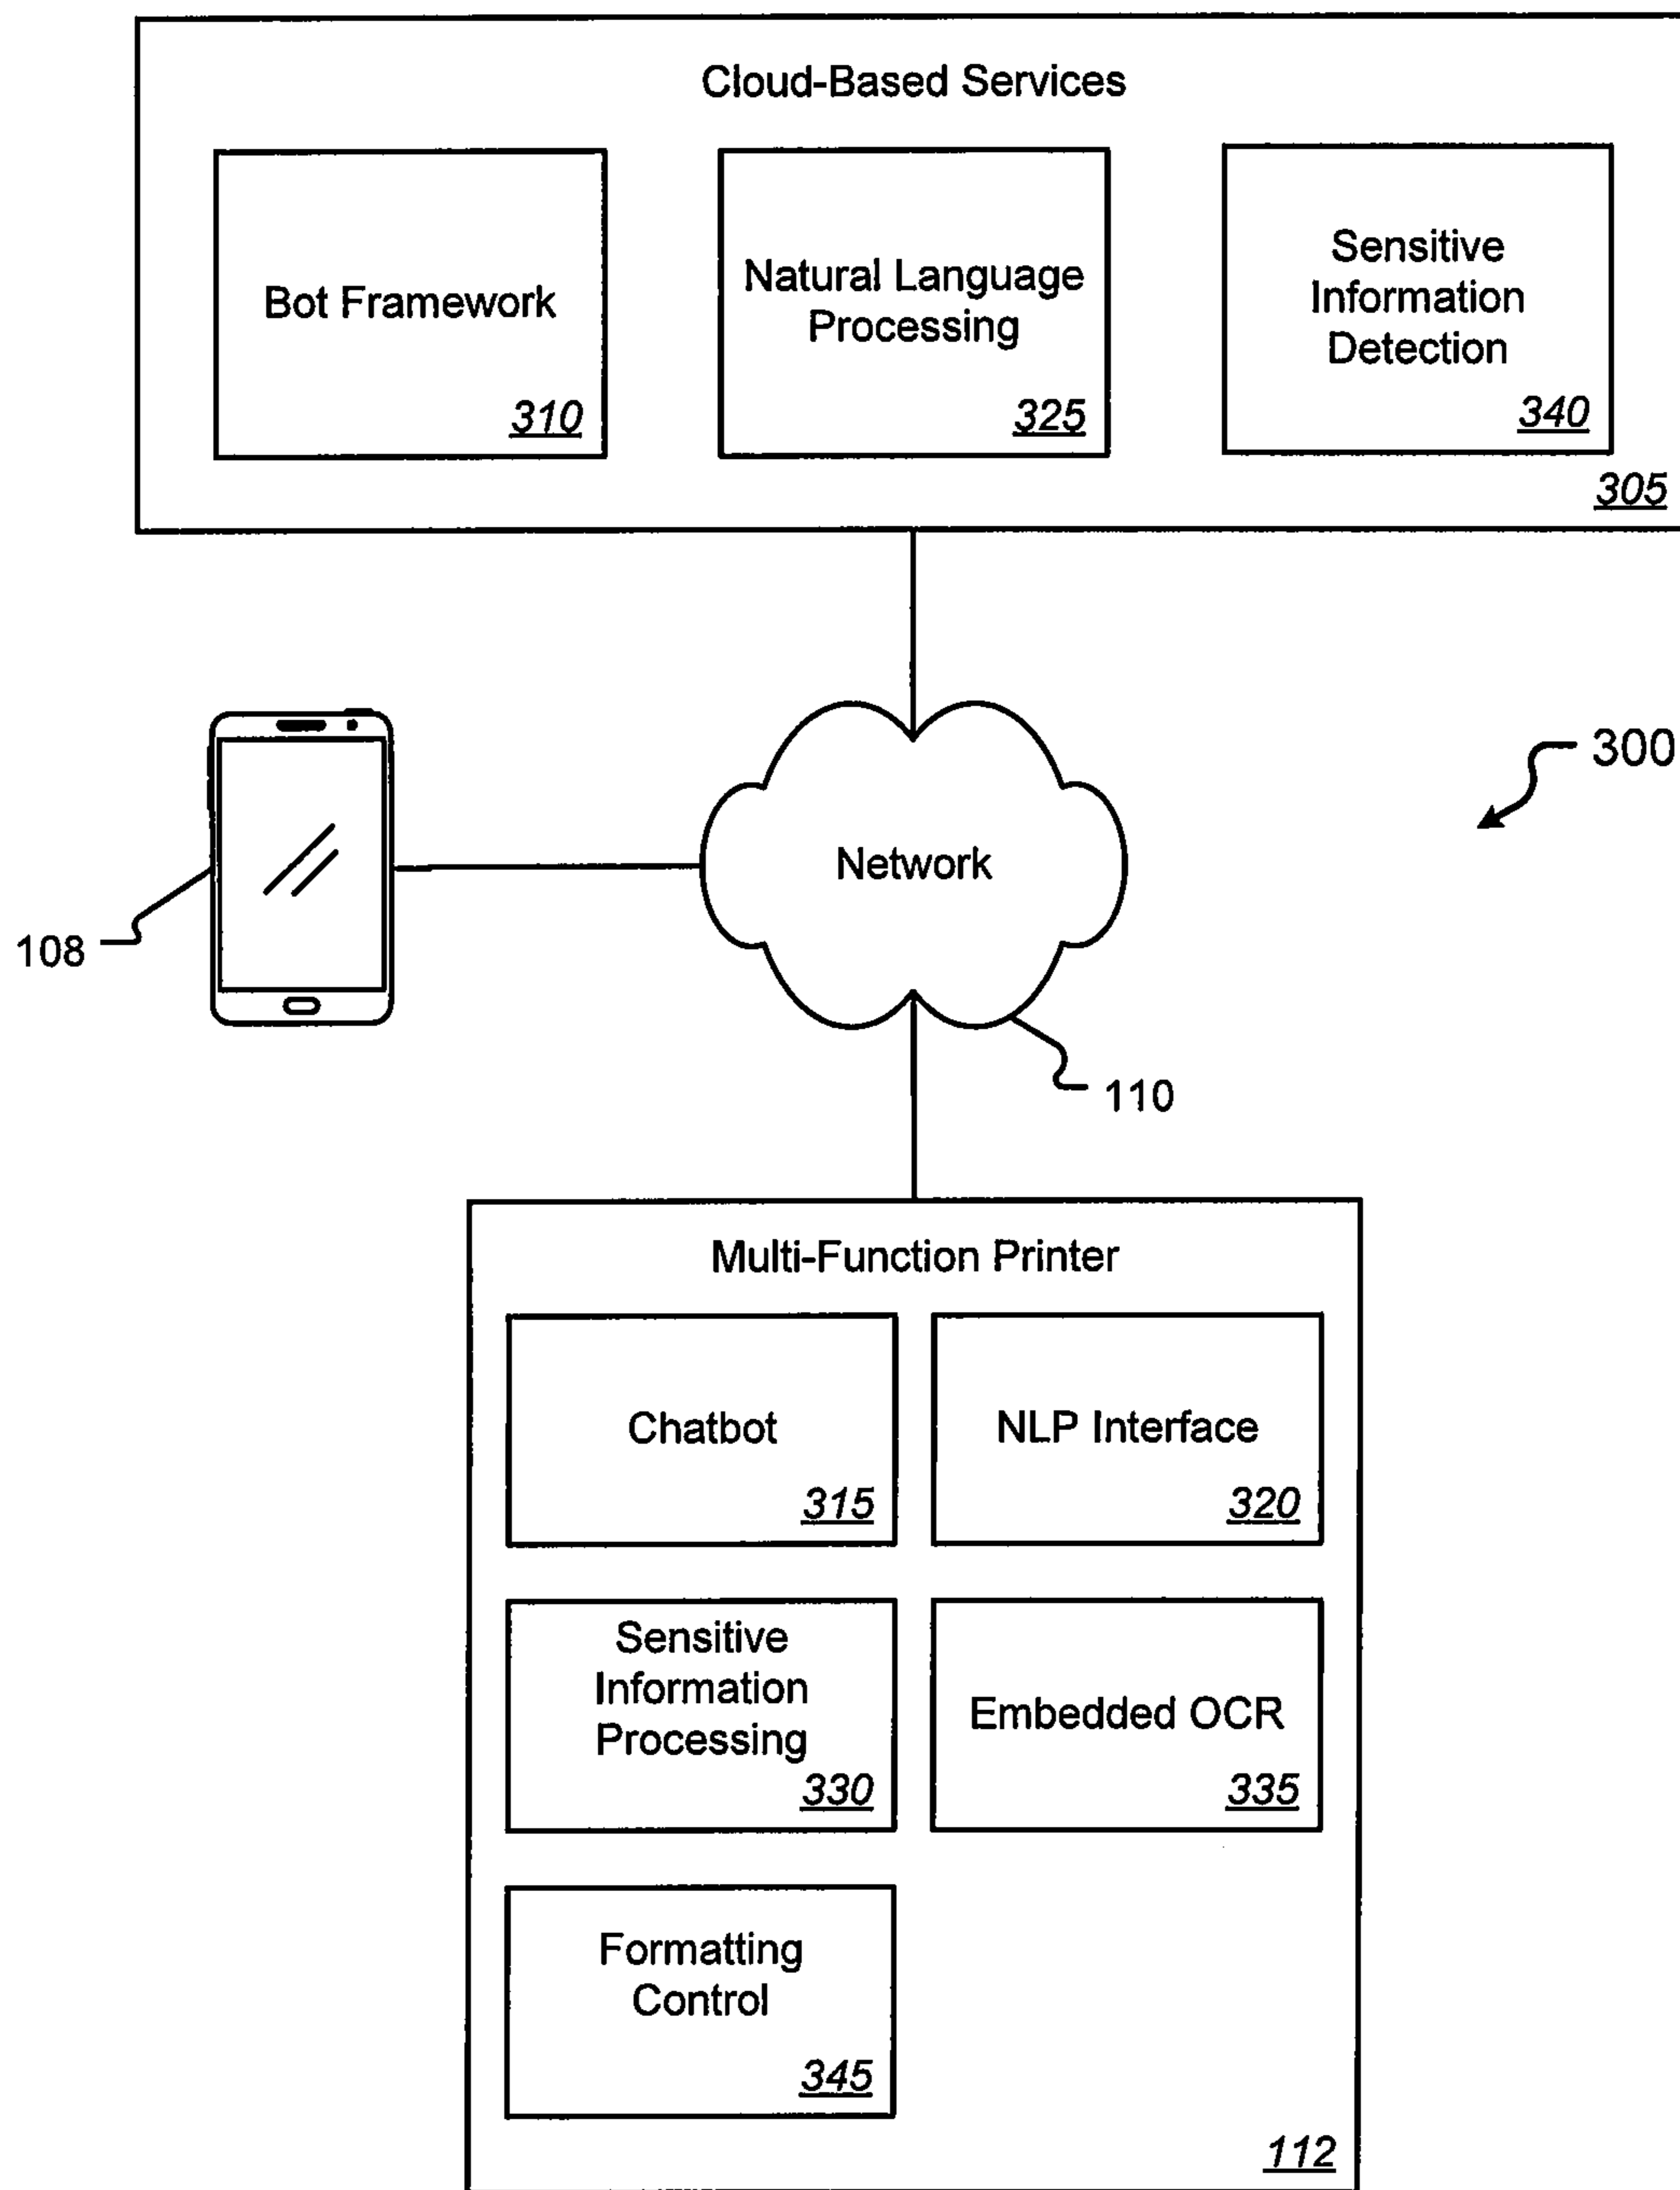 Cloud-Based Services
Bot Framework
310
Natural Language
Processing
325
Sensitive
Information
Detection
340
305
300
108
Network
110
Multi-Function Printer
Chatbot
315
NLP Interface
320
Sensitive
Information
Processing
330
Embedded OCR
335
Formatting
Control
345
112